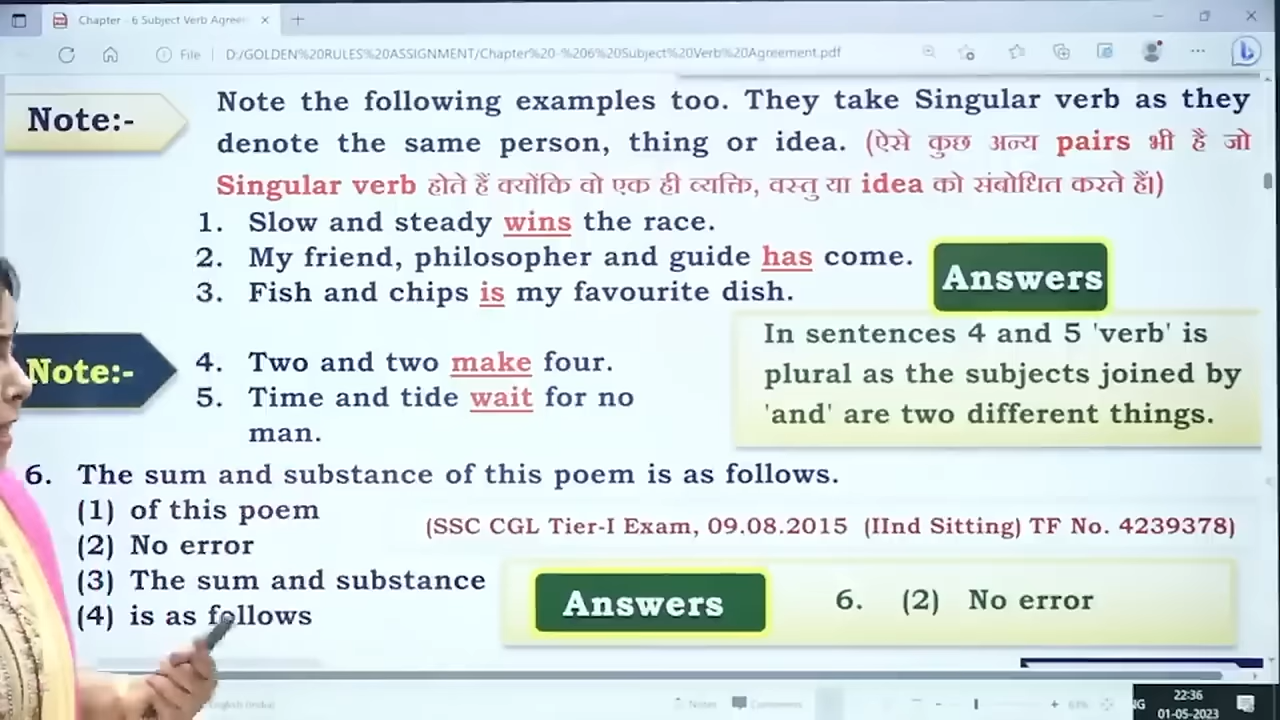 Chapter - 6 Subject Verb Agreer
File D:/GOLDEN%20RULES%20ASSIGNMENT/Chapter%20-%206%20Subject%20Verb%20Agreement.pdf
Note:-
Note the following examples too. They take Singular verb as they
denote the same person, thing or idea. (ऐसे कुछ अन्य pairs भी है जो
Singular verb होते हैं क्योंकि वो एक ही व्यक्ति, वस्तु या idea को संबोधित करते हैं।)
1. Slow and steady wins the race.
2. My friend, philosopher and guide has come.
3. Fish and chips is my favourite dish.
Answers
Note:-
4. Two and two make four.
5. Time and tide wait for no
man.
In sentences 4 and 5 'verb' is
plural as the subjects joined by
'and' are two different things.
6. The sum and substance of this poem is as follows.
(1) of this poem
(SSC CGL Tier-I Exam, 09.08.2015 (IInd Sitting) TF No. 4239378)
(2) No error
(3) The sum and substance
(4) is as follows
Answers
6. (2) No error
Notes Comments 63%
NG
22:36
01-05-2023